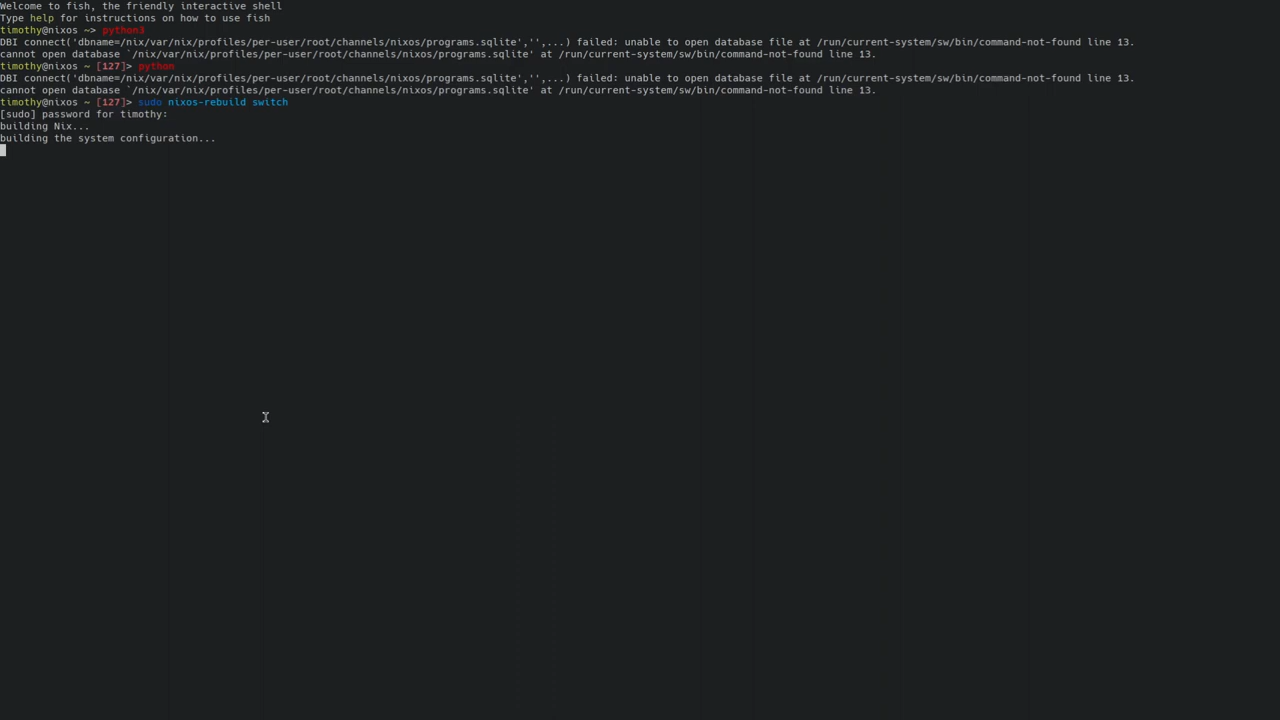 Welcome to fish, the friendly interactive shell
Type help for instructions on how to use fish
timothy@nixos ~> python3
DBI connect('dbname=/nix/var/nix/profiles/per-user/root/channels/nixos/programs.sqlite','',...) failed: unable to open database file at /run/current-system/sw/bin/command-not-found line 13.
cannot open database `/nix/var/nix/profiles/per-user/root/channels/nixos/programs.sqlite' at /run/current-system/sw/bin/command-not-found line 13.
timothy@nixos ~ [127]> python
DBI connect('dbname=/nix/var/nix/profiles/per-user/root/channels/nixos/programs.sqlite','',...) failed: unable to open database file at /run/current-system/sw/bin/command-not-found line 13.
cannot open database `/nix/var/nix/profiles/per-user/root/channels/nixos/programs.sqlite' at /run/current-system/sw/bin/command-not-found line 13.
timothy@nixos ~ [127]> sudo nixos-rebuild switch
[sudo] password for timothy:
building Nix...
building the system configuration...